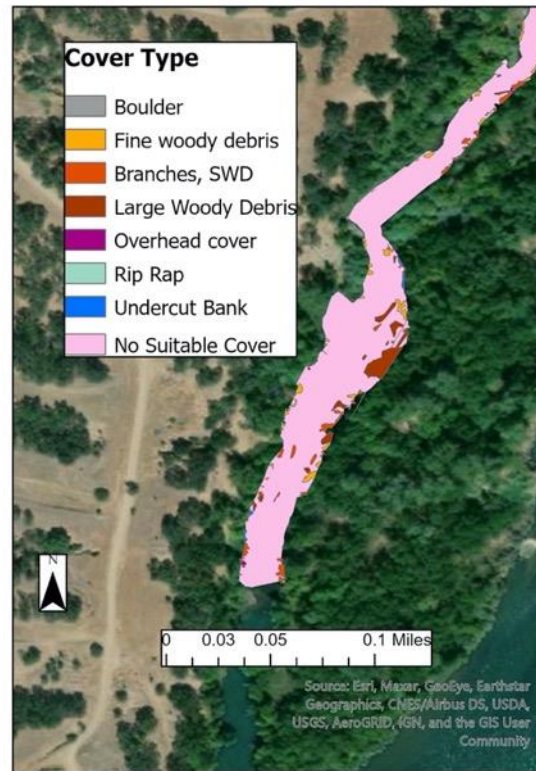 Cover Type
Boulder
Fine woody debris
Branches, SWD
Large Woody Debris
Overhead cover
Rip Rap
Undercut Bank
No Suitable Cover
N
0 0.03 0.05 0.1 Miles
Source: Esri, Maxar, GeoEye, Earthstar
Geographics, CNES/Airbus DS, USDA,
USGS, AeroGRID, IGN, and the GIS User
Community